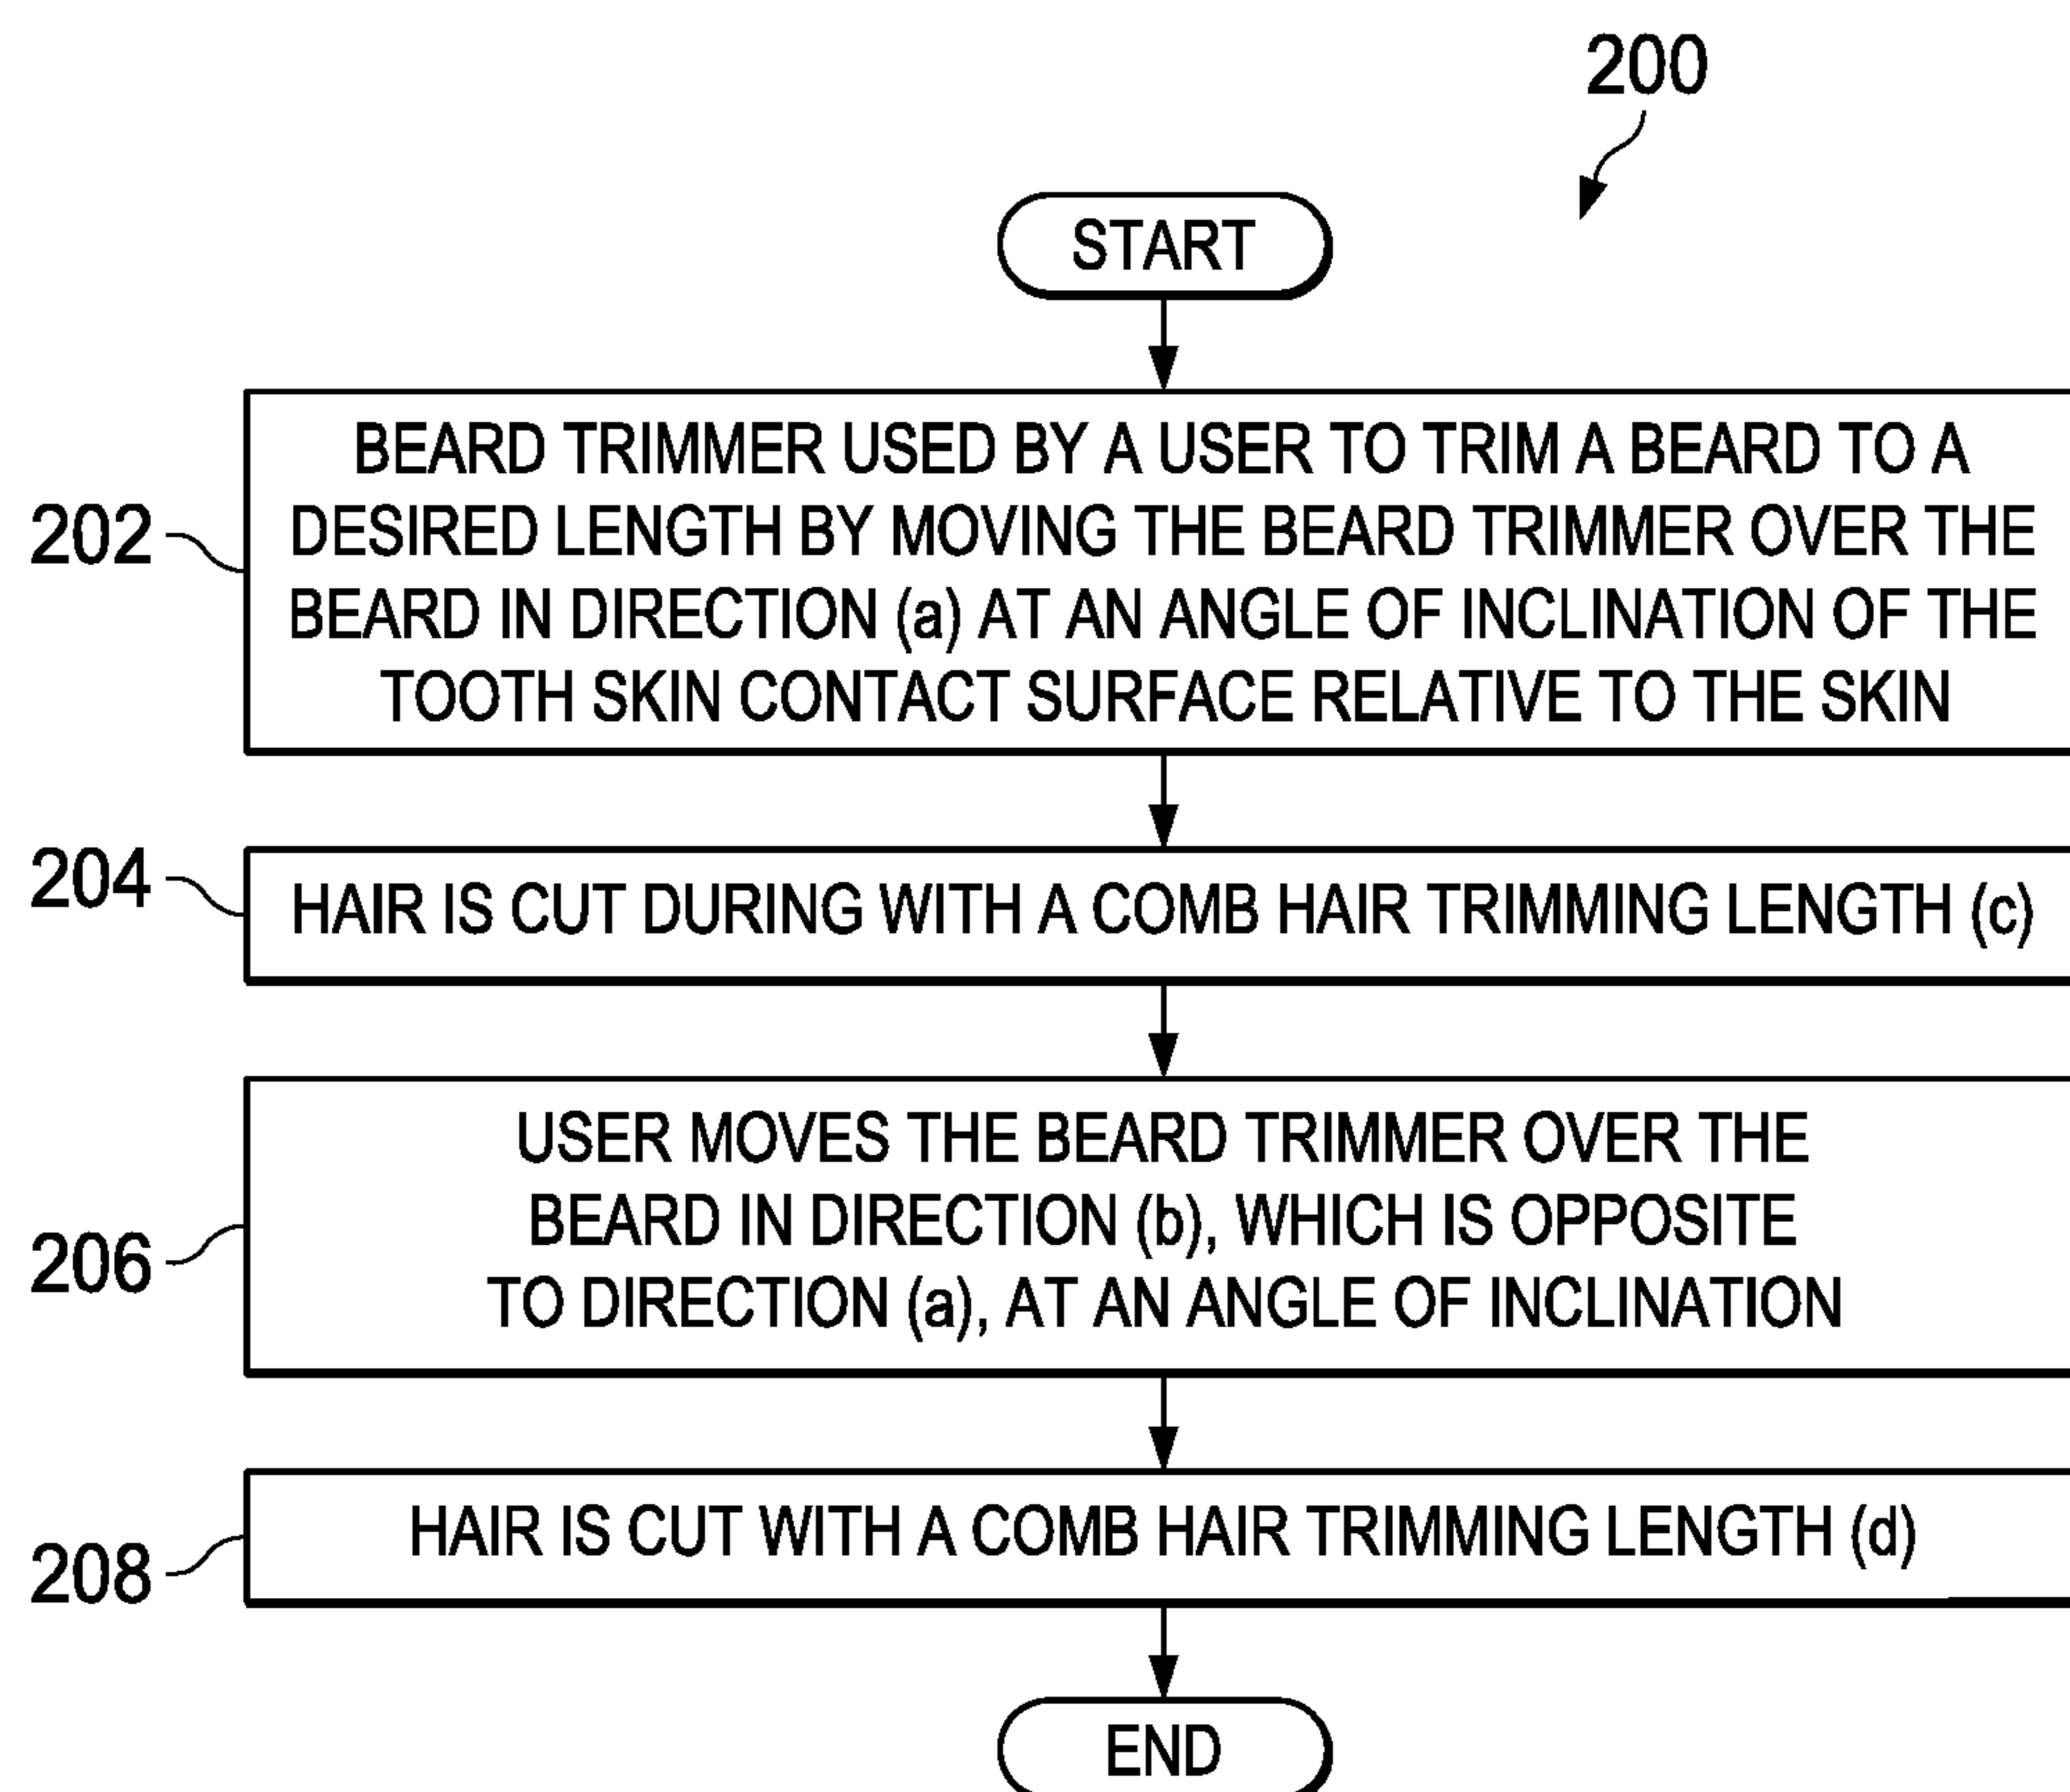 200
START
202
BEARD TRIMMER USED BY A USER TO TRIM A BEARD TO A
DESIRED LENGTH BY MOVING THE BEARD TRIMMER OVER THE
BEARD IN DIRECTION (a) AT AN ANGLE OF INCLINATION OF THE
TOOTH SKIN CONTACT SURFACE RELATIVE TO THE SKIN
204
HAIR IS CUT DURING WITH A COMB HAIR TRIMMING LENGTH (c)
206
USER MOVES THE BEARD TRIMMER OVER THE
BEARD IN DIRECTION (b), WHICH IS OPPOSITE
TO DIRECTION (a), AT AN ANGLE OF INCLINATION
208
HAIR IS CUT WITH A COMB HAIR TRIMMING LENGTH (d)
END